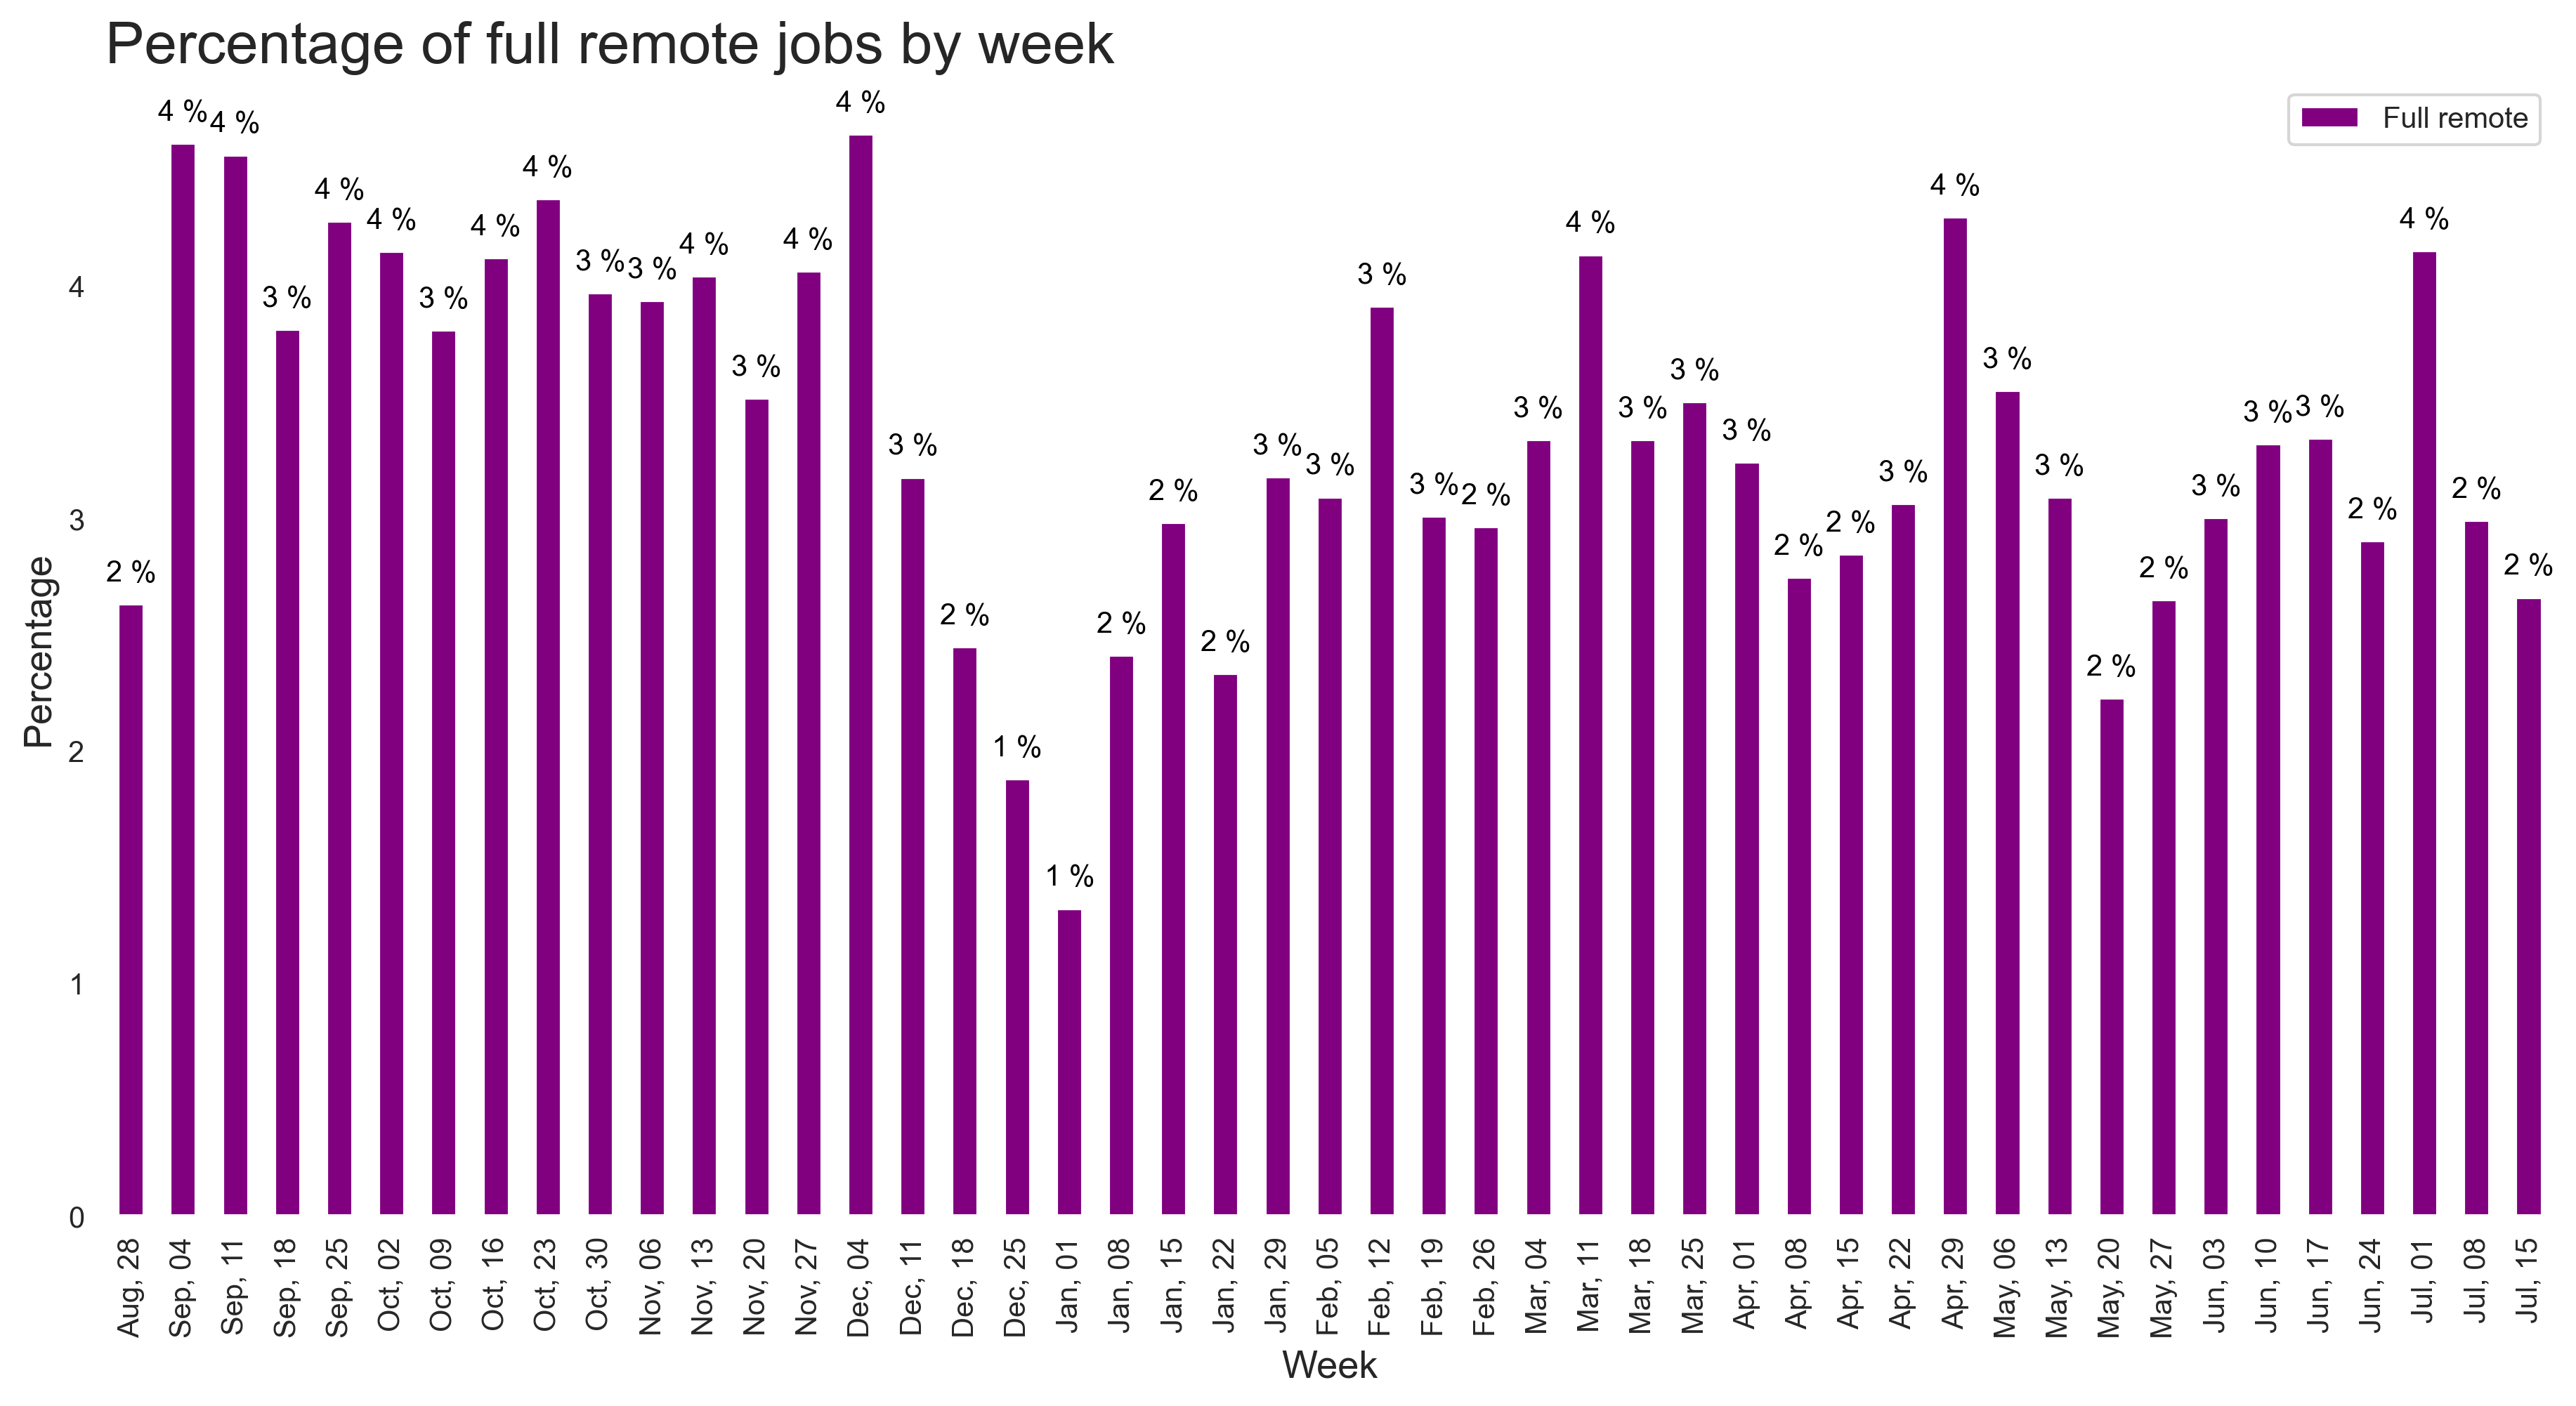 Percentage of full remote jobs by week
Full remote
Percentage
4
3
2
1
0
2 %
4 %
4 %
3 %
4 %
4 %
3 %
4 %
4 %
3 %
3 %
4 %
3 %
4 %
4 %
3 %
2 %
1 %
1 %
2 %
2 %
2 %
3 %
3 %
3 %
3 %
2 %
3 %
4 %
3 %
3 %
3 %
2 %
2 %
3 %
4 %
3 %
3 %
2 %
2 %
3 %
3 %
3 %
2 %
4 %
2 %
2 %
Aug, 28
Sep, 04
Sep, 11
Sep, 18
Sep, 25
Oct, 02
Oct, 09
Oct, 16
Oct, 23
Oct, 30
Nov, 06
Nov, 13
Nov, 20
Nov, 27
Dec, 04
Dec, 11
Dec, 18
Dec, 25
Jan, 01
Jan, 08
Jan, 15
Jan, 22
Jan, 29
Feb, 05
Feb, 12
Feb, 19
Feb, 26
Mar, 04
Mar, 11
Mar, 18
Mar, 25
Apr, 01
Apr, 08
Apr, 15
Apr, 22
Apr, 29
May, 06
May, 13
May, 20
May, 27
Jun, 03
Jun, 10
Jun, 17
Jun, 24
Jul, 01
Jul, 08
Jul, 15
Week